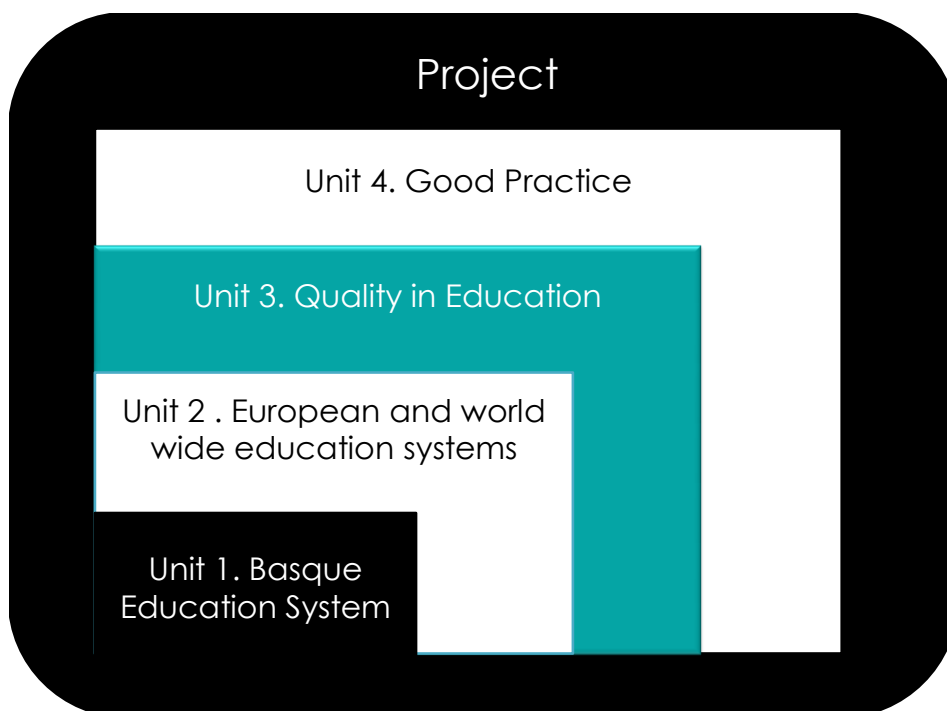 Project
Unit 4. Good Practice
Unit 3. Quality in Education
Unit 2 . European and world
wide education systems
Unit 1. Basque
Education System